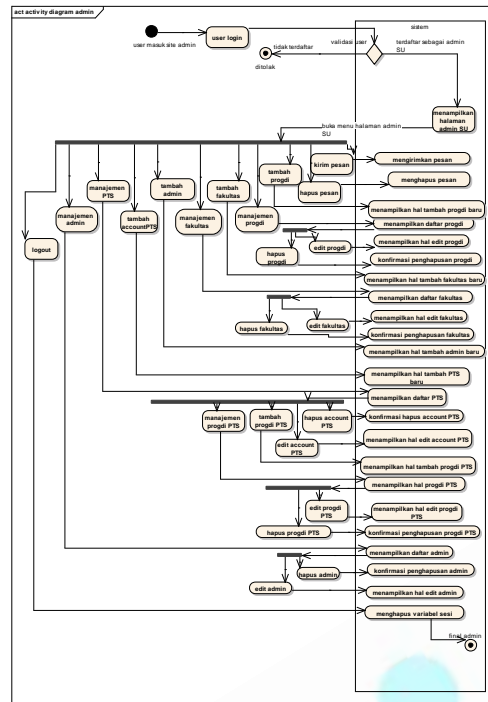 act activity diagram admin
sistem
user masuk site admin
user login
validasi user
tidak terdaftar
terdaftar sebagai admin
SU
ditolak
menampilkan
halaman
admin SU
buka menu halaman admin
SU
kirim pesan
mengirimkan pesan
tambah
progdi
hapus pesan
menghapus pesan
manajemen
PTS
tambah
admin
tambah
fakultas
manajemen
admin
tambah
accountPTS
manajemen
fakultas
manajemen
progdi
menampilkan hal tambah progdi baru
menampilkan daftar progdi
logout
hapus
progdi
edit progdi
menampilkan hal edit progdi
konfirmasi penghapusan progdi
menampilkan hal tambah fakultas baru
menampilkan daftar fakultas
hapus fakultas
edit fakultas
menampilkan hal edit fakultas
konfirmasi penghapusan fakultas
menampilkan hal tambah admin baru
menampilkan hal tambah PTS
baru
menampilkan daftar PTS
manajemen
progdi PTS
tambah
progdi PTS
hapus account
PTS
konfirmasi hapus account PTS
edit account
PTS
menampilkan hal edit account PTS
menampilkan hal tambah progdi PTS
menampilkan hal progdi PTS
edit progdi
PTS
menampilkan hal edit progdi
PTS
hapus progdi PTS
konfirmasi penghapusan progdi PTS
menampilkan daftar admin
hapus admin
konfirmasi penghapusan admin
edit admin
menampilkan hal edit admin
menghapus variabel sesi
final admin